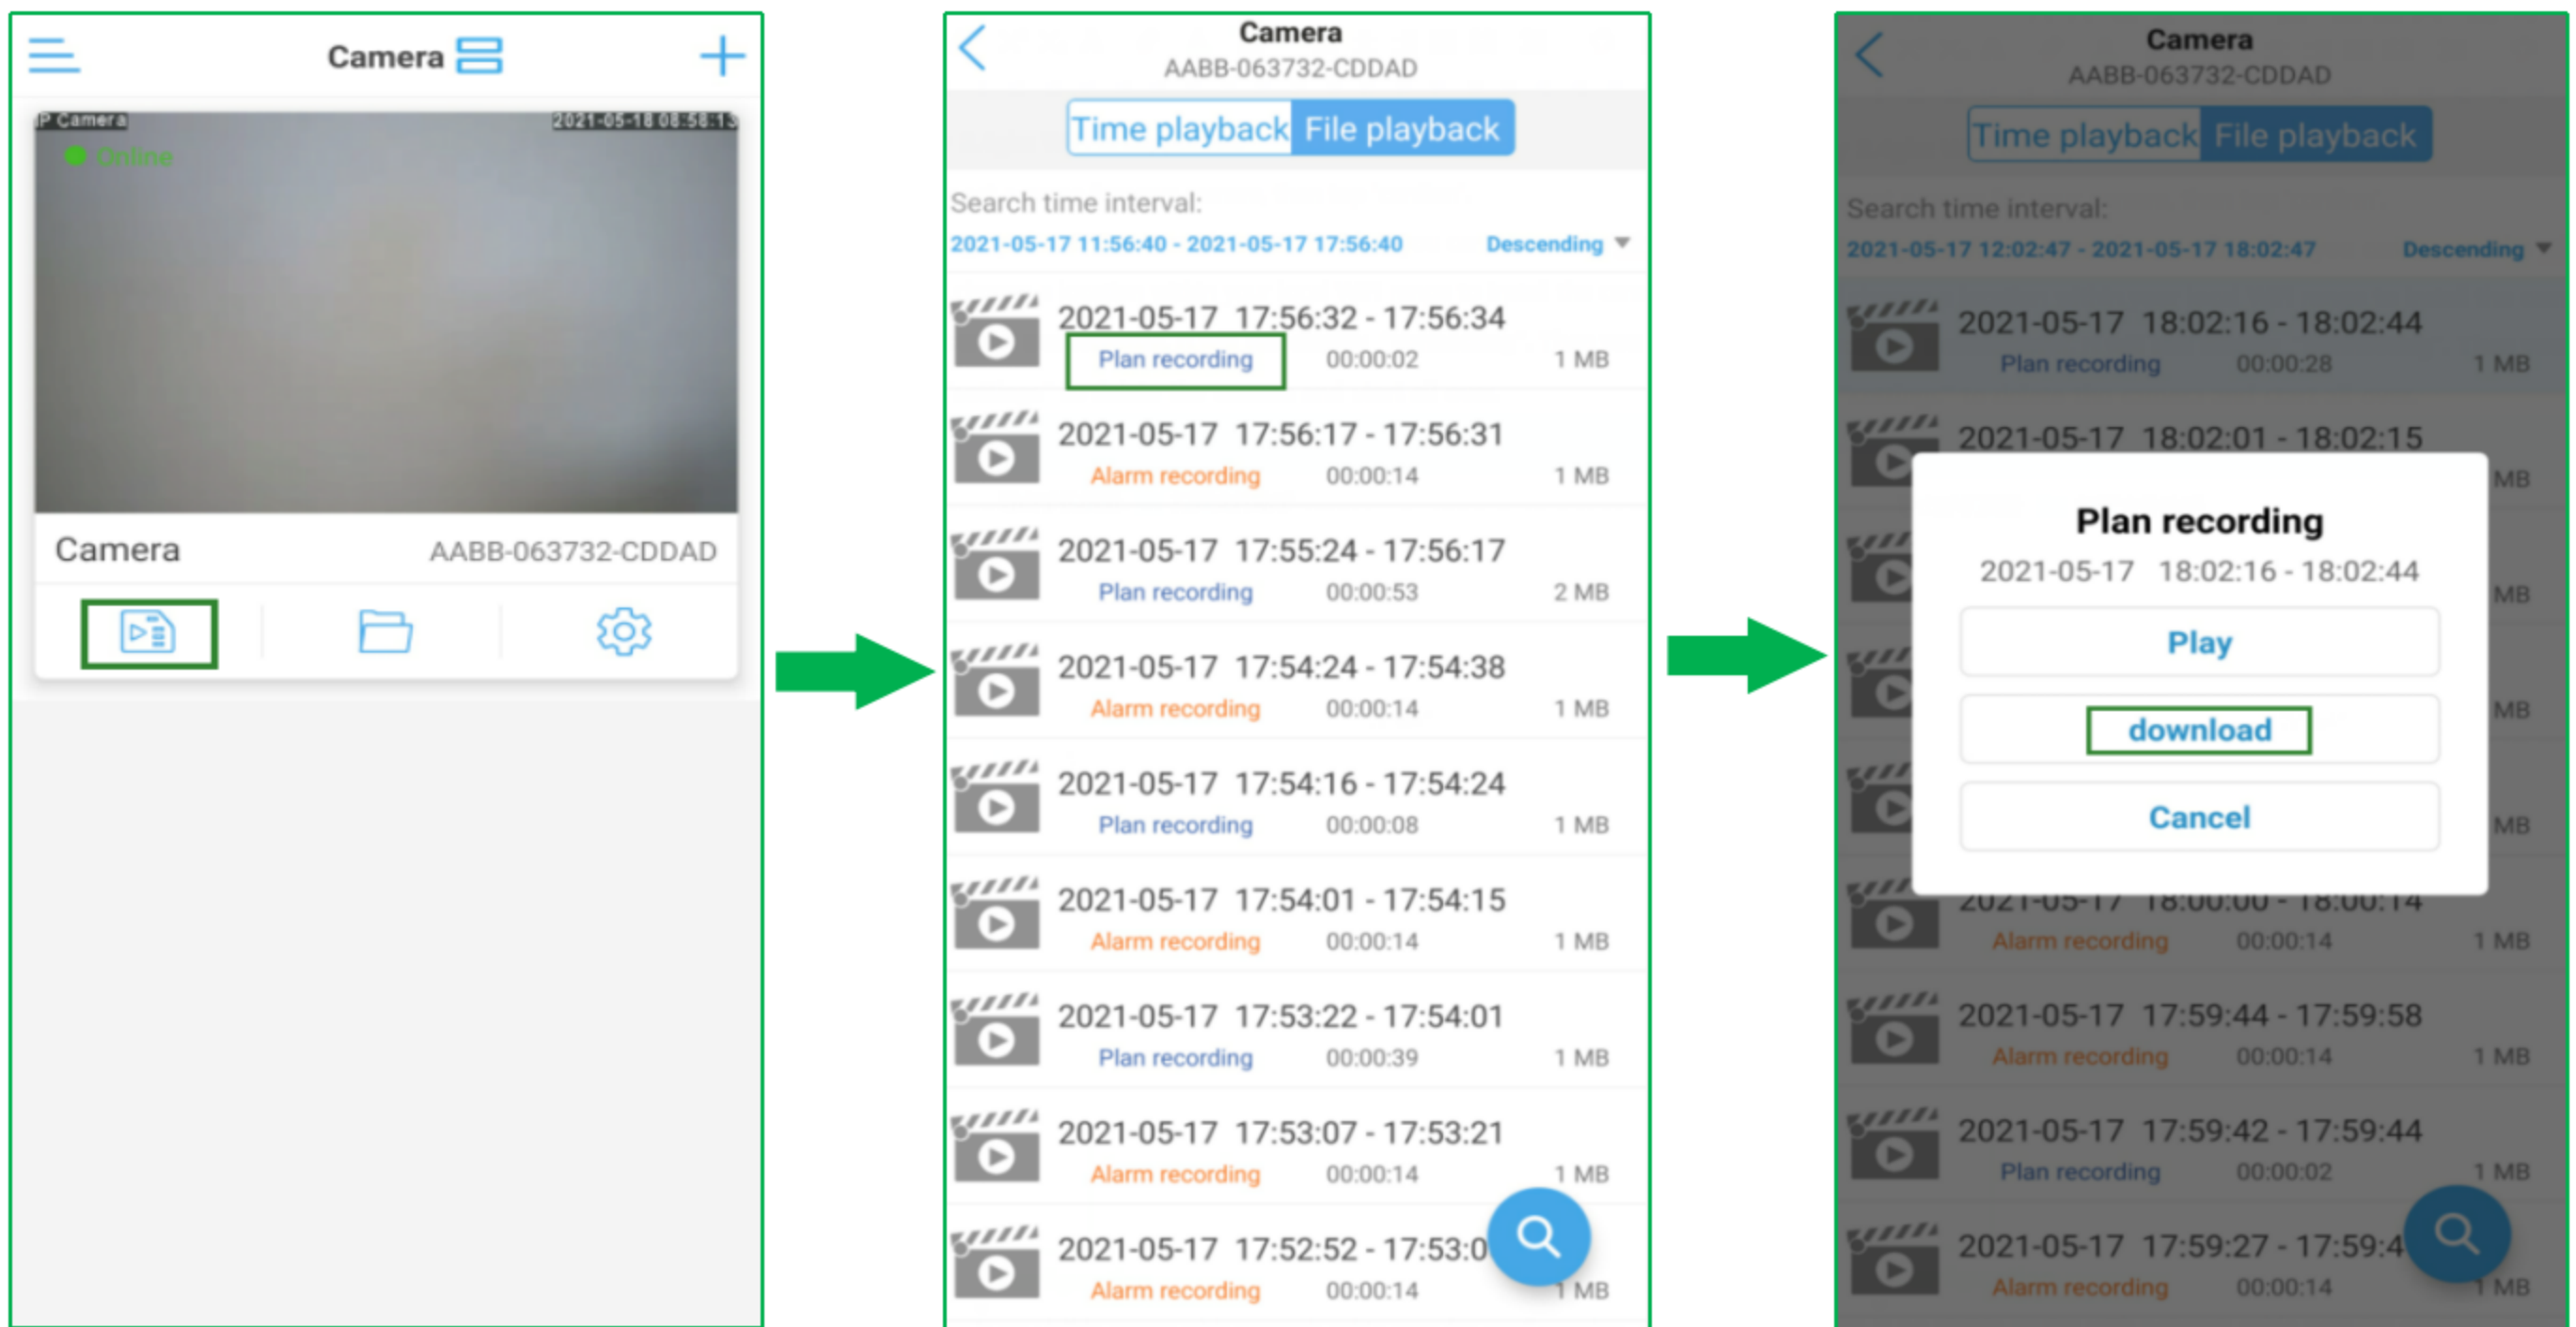 Camera
IP Camera
2021-05-18 08:58:13
Online
Camera AABB-063732-CDDAD
Camera
AABB-063732-CDDAD
Time playback File playback
Search time interval:
2021-05-17 11:56:40 - 2021-05-17 17:56:40 Descending
2021-05-17 17:56:32 - 17:56:34
Plan recording 00:00:02 1 MB
2021-05-17 17:56:17 - 17:56:31
Alarm recording 00:00:14 1 MB
2021-05-17 17:55:24 - 17:56:17
Plan recording 00:00:53 2 MB
2021-05-17 17:54:24 - 17:54:38
Alarm recording 00:00:14 1 MB
2021-05-17 17:54:16 - 17:54:24
Plan recording 00:00:08 1 MB
2021-05-17 17:54:01 - 17:54:15
Alarm recording 00:00:14 1 MB
2021-05-17 17:53:22 - 17:54:01
Plan recording 00:00:39 1 MB
2021-05-17 17:53:07 - 17:53:21
Alarm recording 00:00:14 1 MB
2021-05-17 17:52:52 - 17:53:0
Alarm recording 00:00:14 1 MB
Camera
AABB-063732-CDDAD
Time playback File playback
Search time interval:
2021-05-17 12:02:47 - 2021-05-17 18:02:47 Descending
2021-05-17 18:02:16 - 18:02:44
Plan recording 00:00:28 1 MB
2021-05-17 18:02:01 - 18:02:15
MB
Plan recording
2021-05-17 18:02:16 - 18:02:44
MB
Play
MB
download
Cancel
MB
2021-05-17 18:00:00 - 18:00:14
Alarm recording 00:00:14 1 MB
2021-05-17 17:59:44 - 17:59:58
Alarm recording 00:00:14 1 MB
2021-05-17 17:59:42 - 17:59:44
Plan recording 00:00:02 1 MB
2021-05-17 17:59:27 - 17:59:4
Alarm recording 00:00:14 1 MB